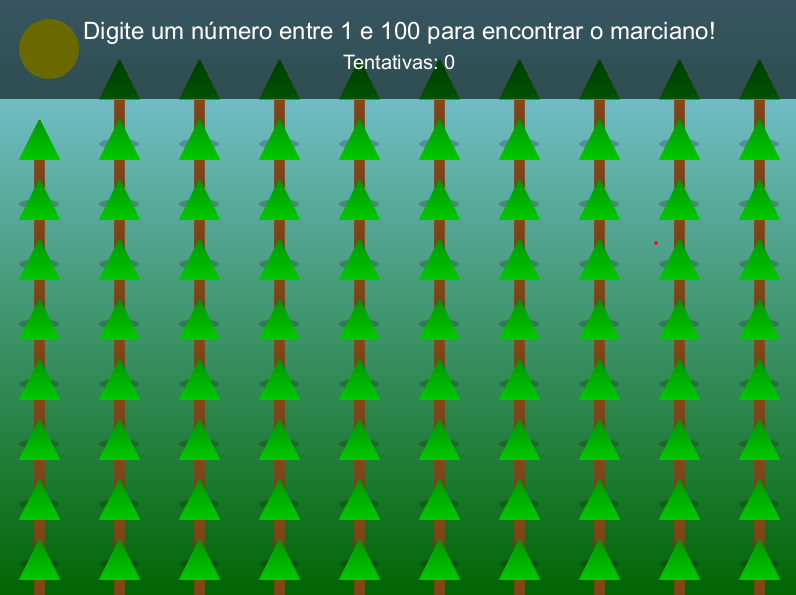 Digite um número entre 1 e 100 para encontrar o marciano!
Tentativas: 0